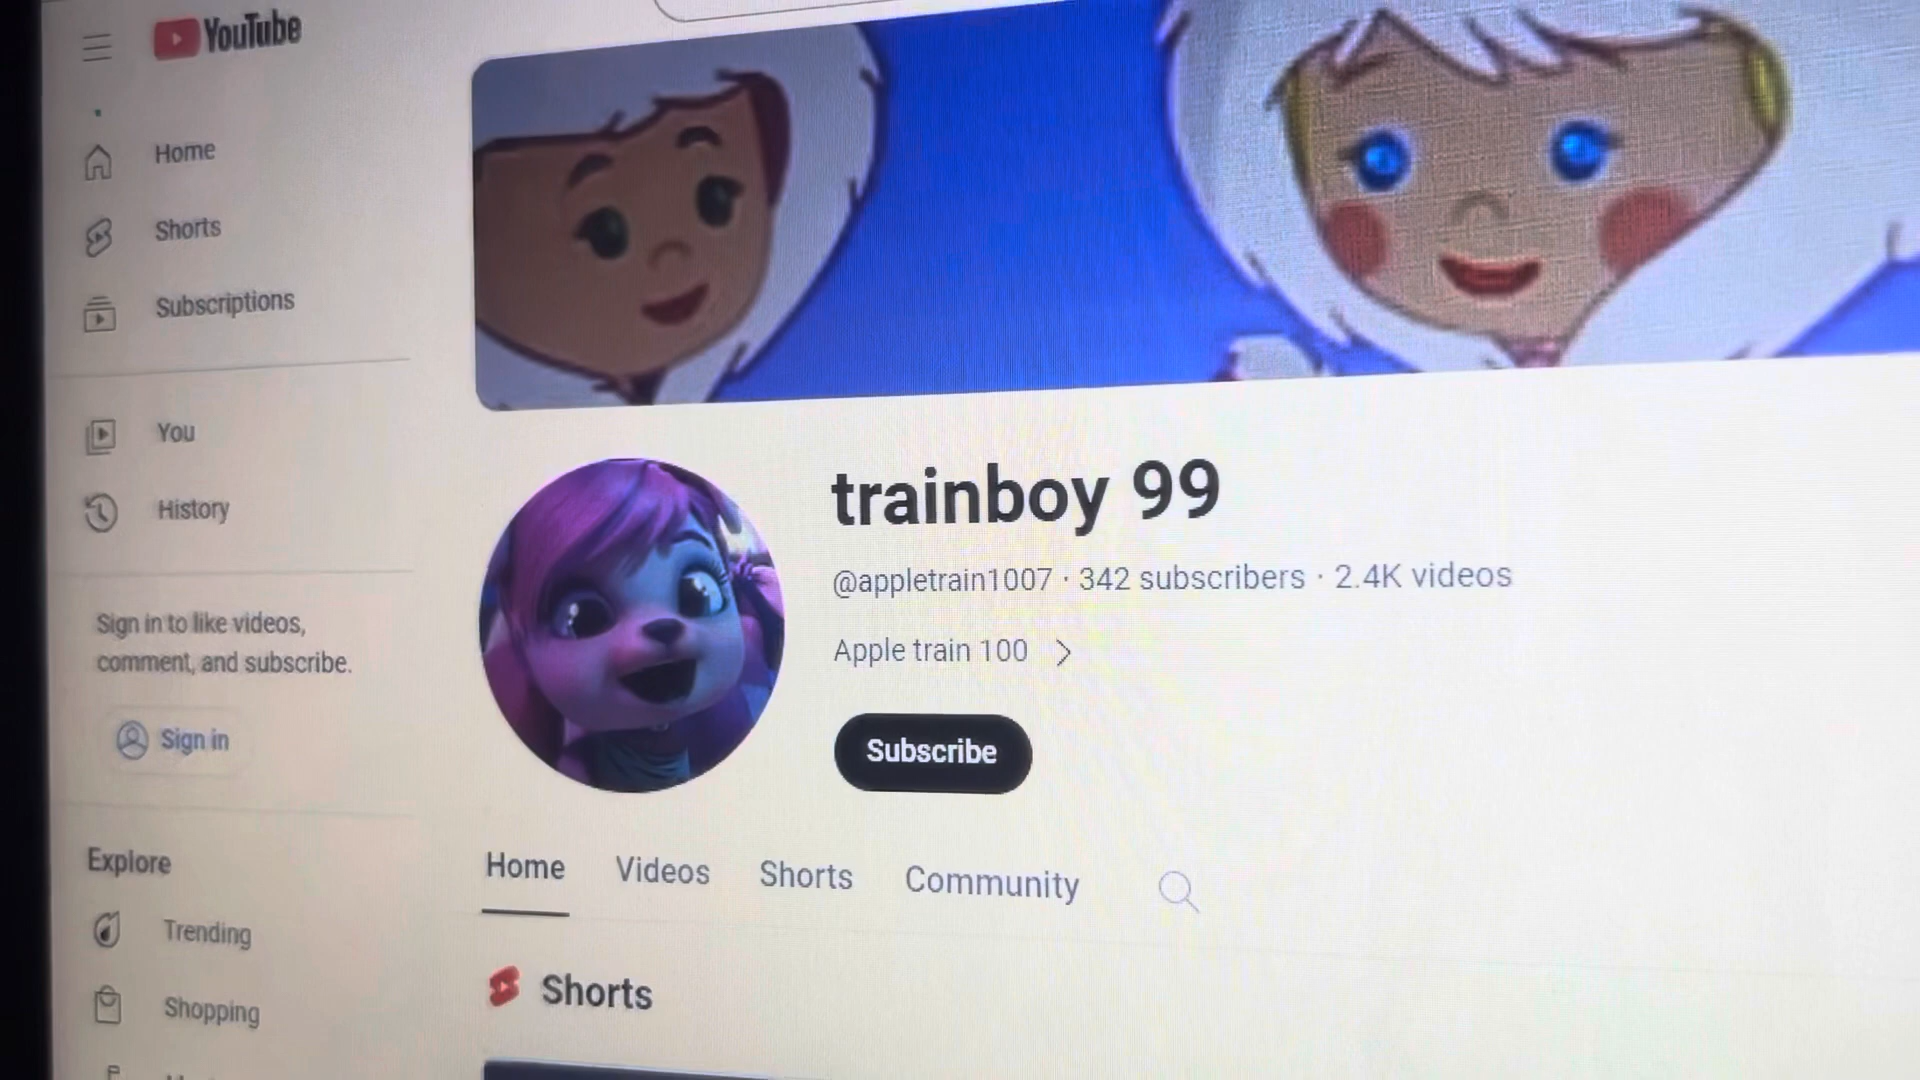 YouTube
Home
Shorts
Subscriptions
You
History
Sign in to like videos,
comment, and subscribe.
Sign in
Explore
Trending
Shopping
trainboy 99
@appletrain1007 · 342 subscribers · 2.4K videos
Apple train 100
Subscribe
Home Videos Shorts Community
Shorts